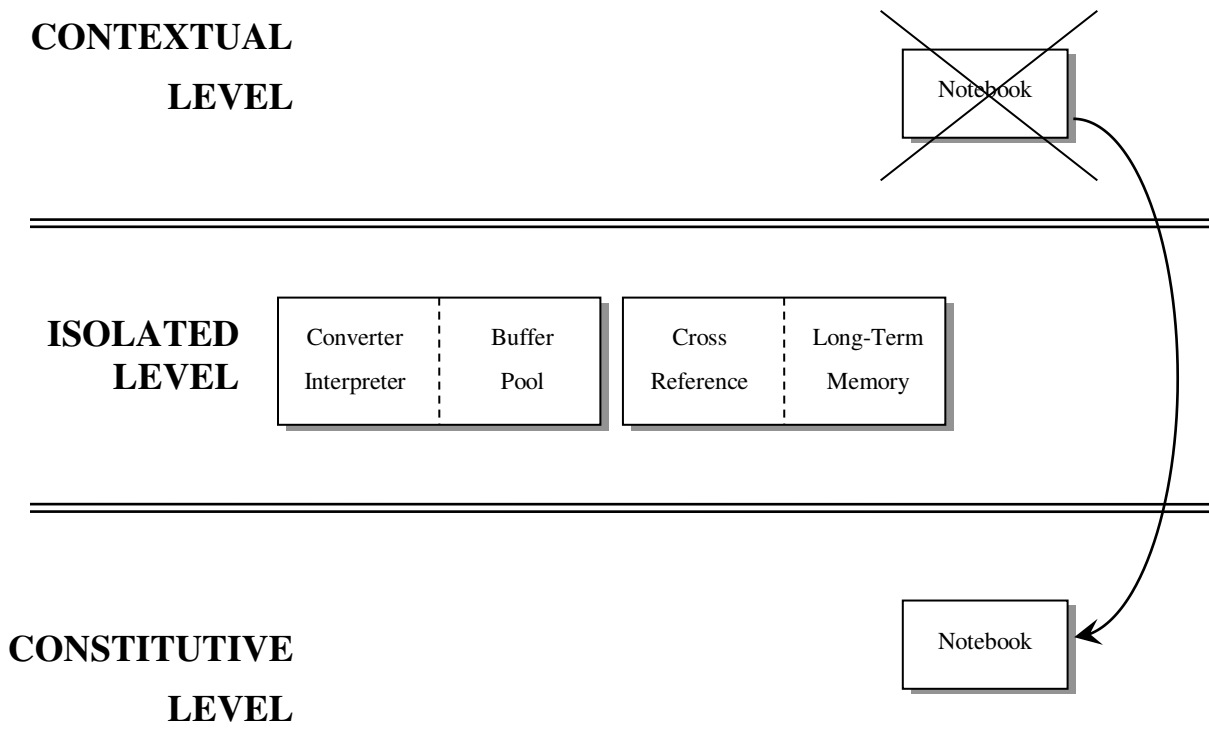 CONTEXTUAL
LEVEL
Notebook
ISOLATED
LEVEL
Converter
Interpreter
Buffer
Pool
Cross
Reference
Long-Term
Memory
CONSTITUTIVE
LEVEL
Notebook